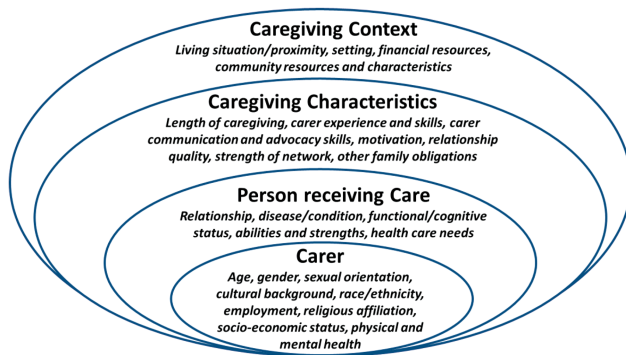 Caregiving Context
Living situation/proximity, setting, financial resources,
community resources and characteristics
Caregiving Characteristics
Length of caregiving, carer experience and skills, carer
communication and advocacy skills, motivation, relationship
quality, strength of network, other family obligations
Person receiving Care
Relationship, disease/condition, functional/cognitive
status, abilities and strengths, health care needs
Carer
Age, gender, sexual orientation,
cultural background, race/ethnicity,
employment, religious affiliation,
socio-economic status, physical and
mental health